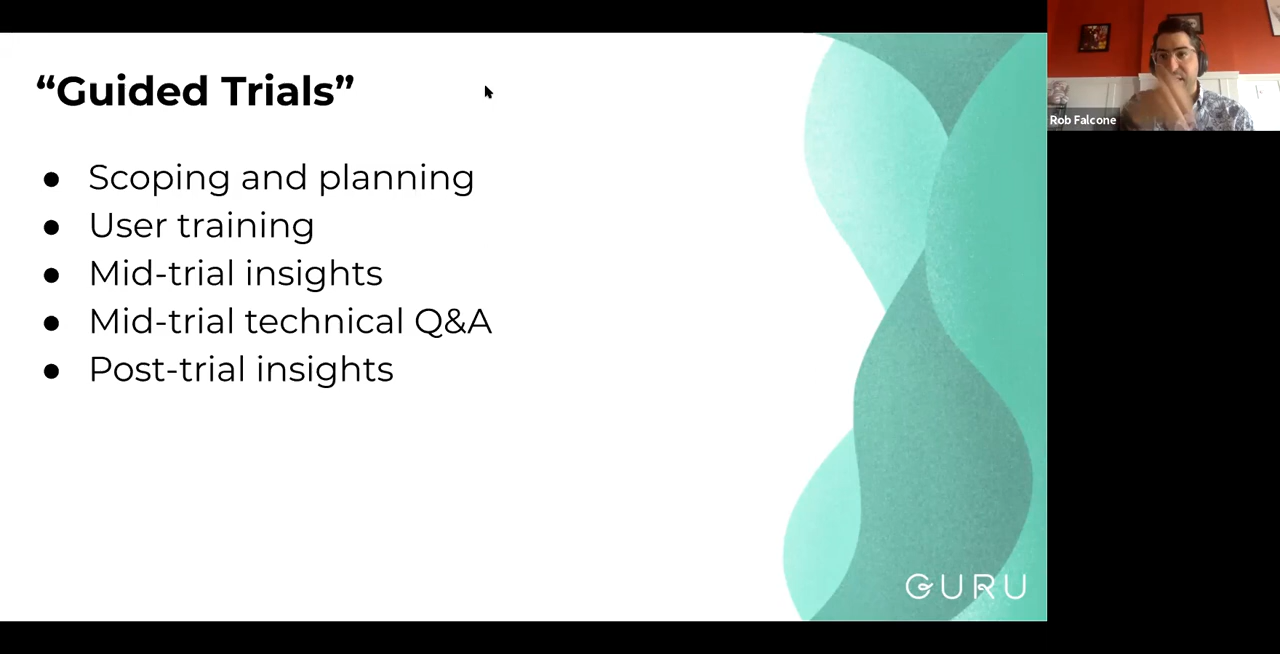 “Guided Trials”
● Scoping and planning
● User training
● Mid-trial insights
● Mid-trial technical Q&A
● Post-trial insights
GURU
Rob Falcone